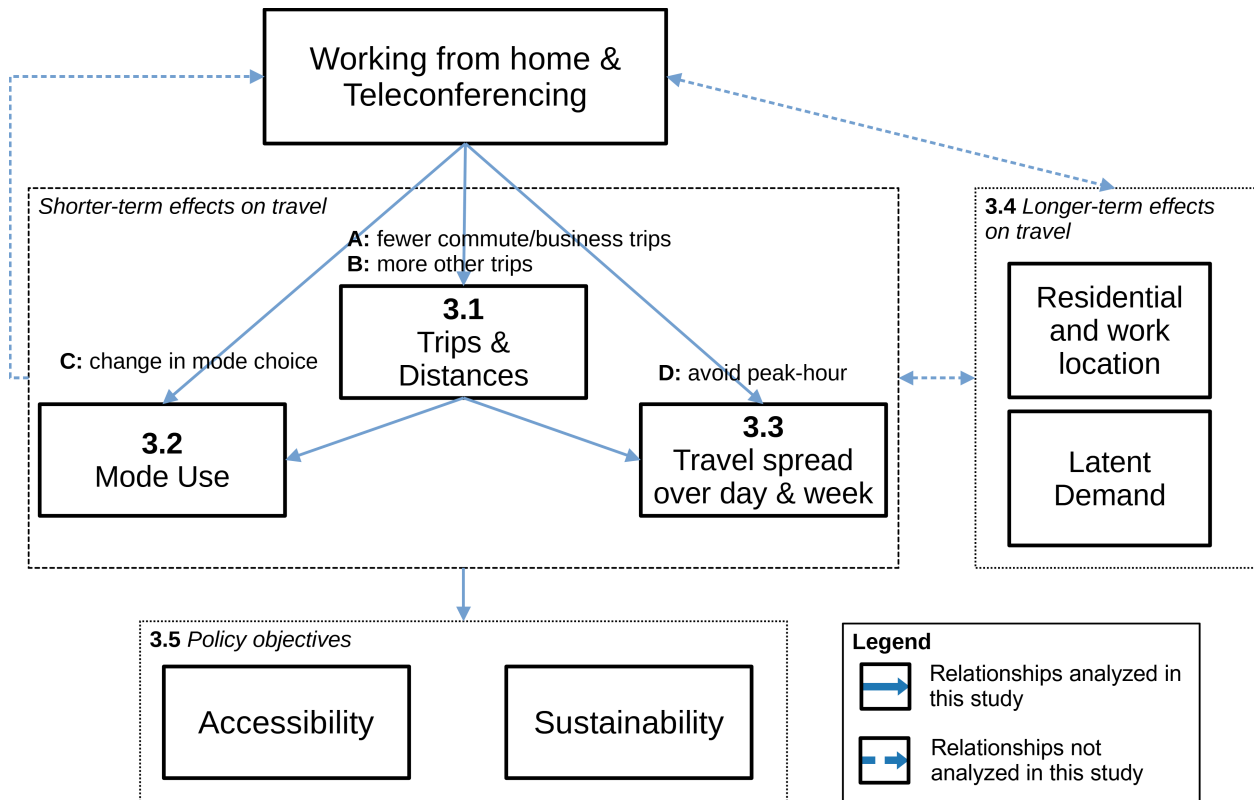 Working from home &
Teleconferencing
Shorter-term effects on travel
A: fewer commute/business trips
B: more other trips
3.1
Trips &
Distances
C: change in mode choice
D: avoid peak-hour
3.2
Mode Use
3.3
Travel spread
over day & week
3.4 Longer-term effects
on travel
Residential
and work
location
Latent
Demand
3.5 Policy objectives
Accessibility
Sustainability
Legend
Relationships analyzed in
this study
Relationships not
analyzed in this study